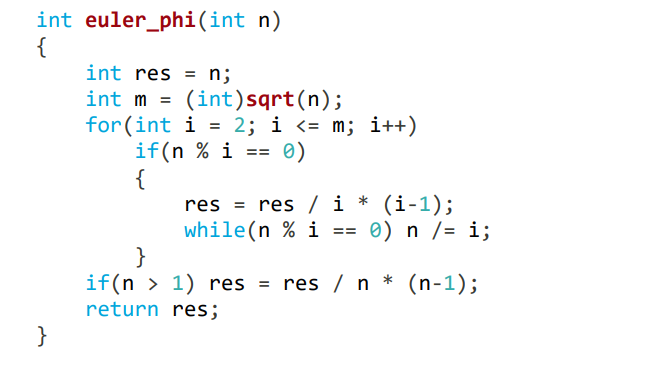 int euler_phi(int n)
{
    int res = n;
    int m = (int)sqrt(n);
    for(int i = 2; i <= m; i++)
        if(n % i == 0)
        {
            res = res / i * (i-1);
            while(n % i == 0) n /= i;
        }
    if(n > 1) res = res / n * (n-1);
    return res;
}